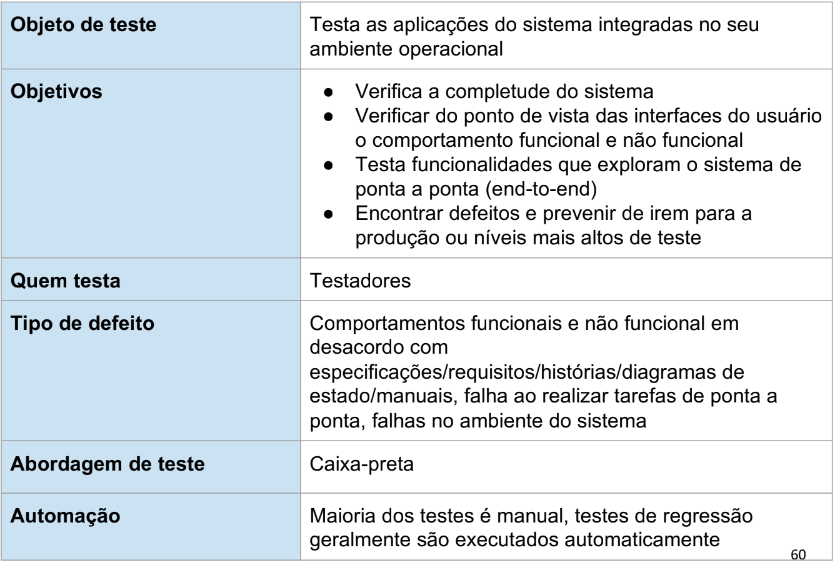 Objeto de teste
Testa as aplicações do sistema integradas no seu
ambiente operacional
Objetivos
● Verifica a completude do sistema
● Verificar do ponto de vista das interfaces do usuário
o comportamento funcional e não funcional
● Testa funcionalidades que exploram o sistema de
ponta a ponta (end-to-end)
● Encontrar defeitos e prevenir de irem para a
produção ou níveis mais altos de teste
Quem testa
Testadores
Tipo de defeito
Comportamentos funcionais e não funcional em
desacordo com
especificações/requisitos/histórias/diagramas de
estado/manuais, falha ao realizar tarefas de ponta a
ponta, falhas no ambiente do sistema
Abordagem de teste
Caixa-preta
Automação
Maioria dos testes é manual, testes de regressão
geralmente são executados automaticamente
60